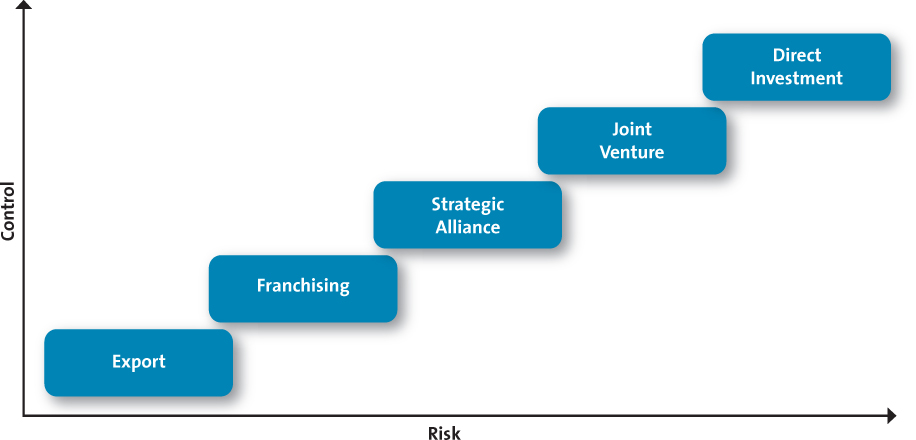 Direct
Investment
Joint
Venture
Strategic
Alliance
Franchising
Export
Control
Risk